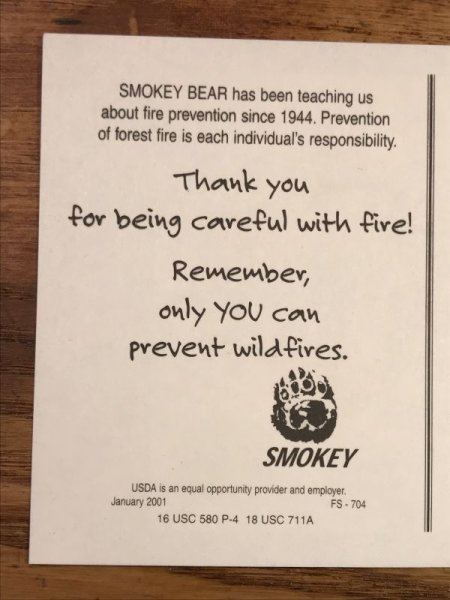 SMOKEY BEAR has been teaching us
about fire prevention since 1944. Prevention
of forest fire is each individual's responsibility.
Thank you
for being careful with fire!
Remember,
only YOU can
prevent wildfires.
SMOKEY
USDA is an equal opportunity provider and employer.
January 2001 FS - 704
16 USC 580 P-4 18 USC 711A